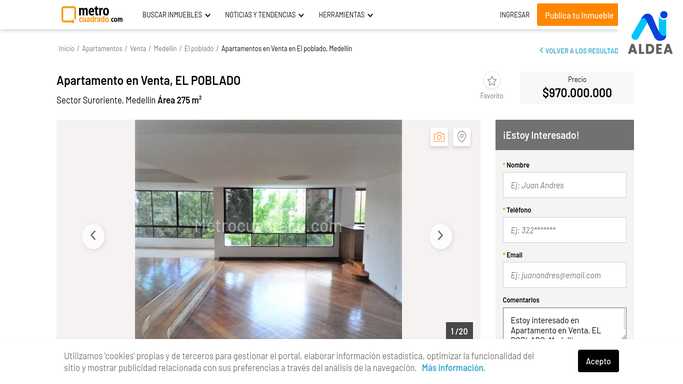 metro
cuadrado.com
BUSCAR INMUEBLES
NOTICIAS Y TENDENCIAS
HERRAMIENTAS
INGRESAR
Publica tu Inmueble
ALDEA
Inicio / Apartamentos / Venta / Medellín / El poblado / Apartamentos en Venta en El poblado, Medellín
VOLVER A LOS RESULTAD
Apartamento en Venta, EL POBLADO
Sector Suroriente, Medellín Área 275 m²
Favorito
Precio
$970.000.000
¡Estoy Interesado!
* Nombre
Ej: Juan Andres
* Teléfono
Ej: 322*******
* Email
Ej: juanandres@email.com
Comentarios
Estoy interesado en
Apartamento en Venta, EL
metrocuadrado.com
1/20
Utilizamos 'cookies' propias y de terceros para gestionar el portal, elaborar información estadística, optimizar la funcionalidad del
sitio y mostrar publicidad relacionada con sus preferencias a través del análisis de la navegación. Más información.
Acepto